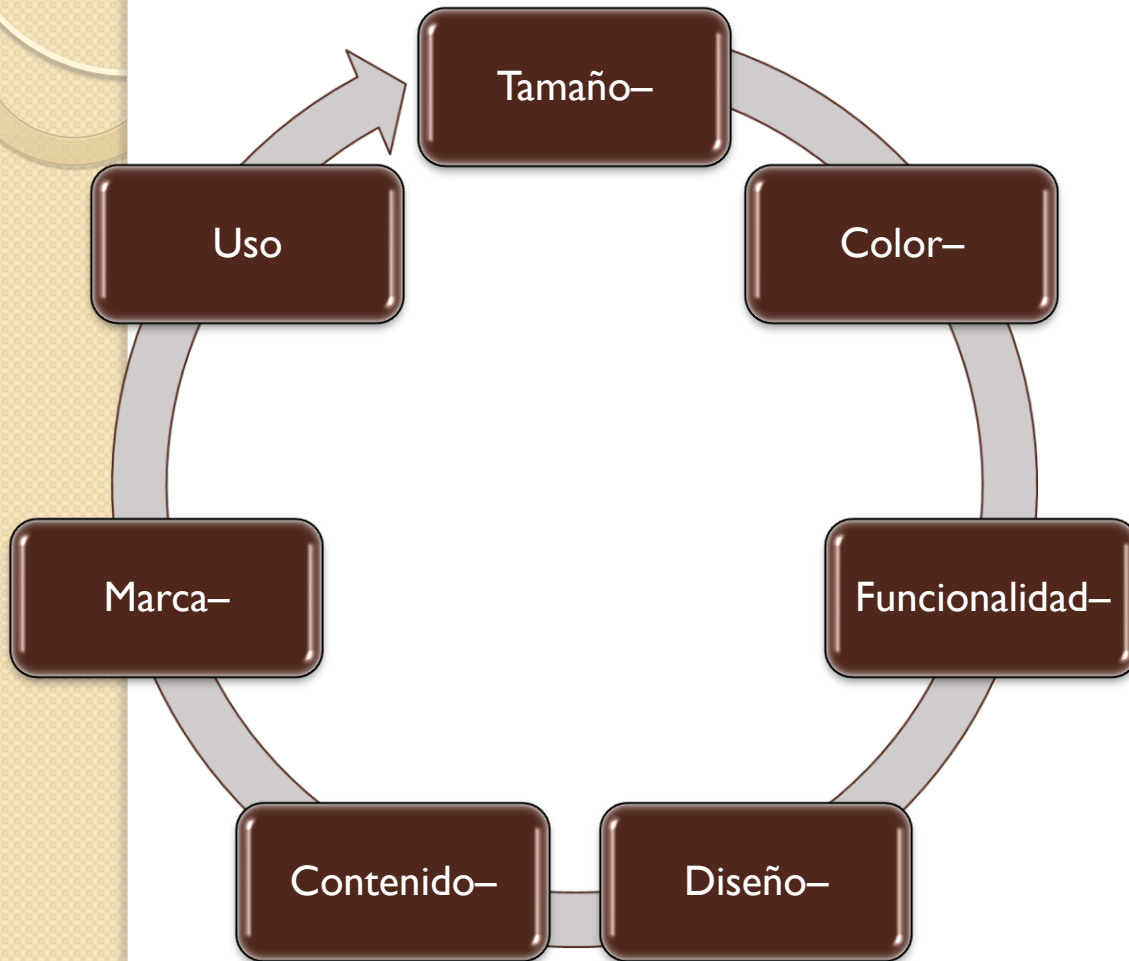 Tamaño–
Color–
Funcionalidad–
Diseño–
Contenido–
Marca–
Uso